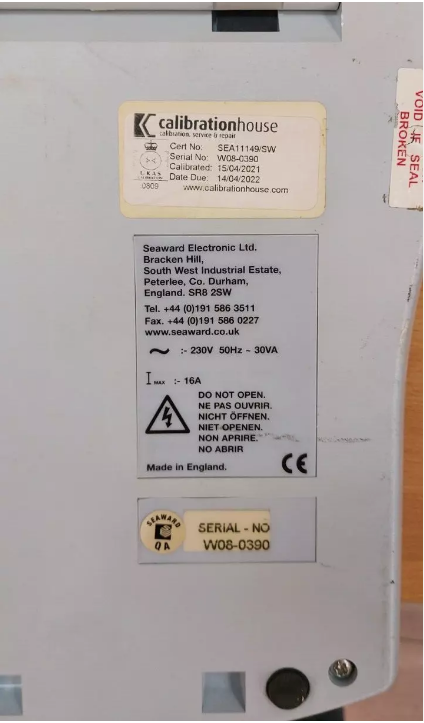 calibrationhouse
calibration, service & repair
Cert No: SEA11149/SW
Serial No: W08-0390
Calibrated: 15/04/2021
Date Due: 14/04/2022
UKAS
0809
www.calibrationhouse.com
VOID IF SEAL
BROKEN
Seaward Electronic Ltd.
Bracken Hill,
South West Industrial Estate,
Peterlee, Co. Durham,
England. SR8 2SW
Tel. +44 (0)191 586 3511
Fax. +44 (0)191 586 0227
www.seaward.co.uk
~ :- 230V 50Hz ~ 30VA
I MAX :- 16A
DO NOT OPEN.
NE PAS OUVRIR.
NICHT ÖFFNEN.
NIET OPENEN.
NON APRIRE.
NO ABRIR
Made in England.
CE
SEAWARD
QA
SERIAL - NO
W08-0390